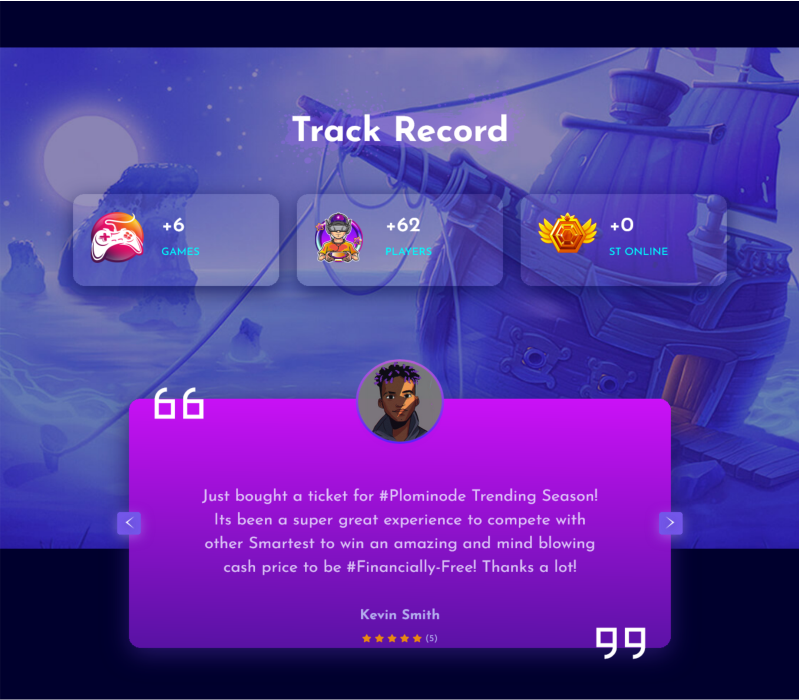 Track Record
+6
GAMES
+62
PLAYERS
+0
ST ONLINE
Just bought a ticket for #Plominode Trending Season!
Its been a super great experience to compete with
other Smartest to win an amazing and mind blowing
cash price to be #Financially-Free! Thanks a lot!
Kevin Smith
(5)